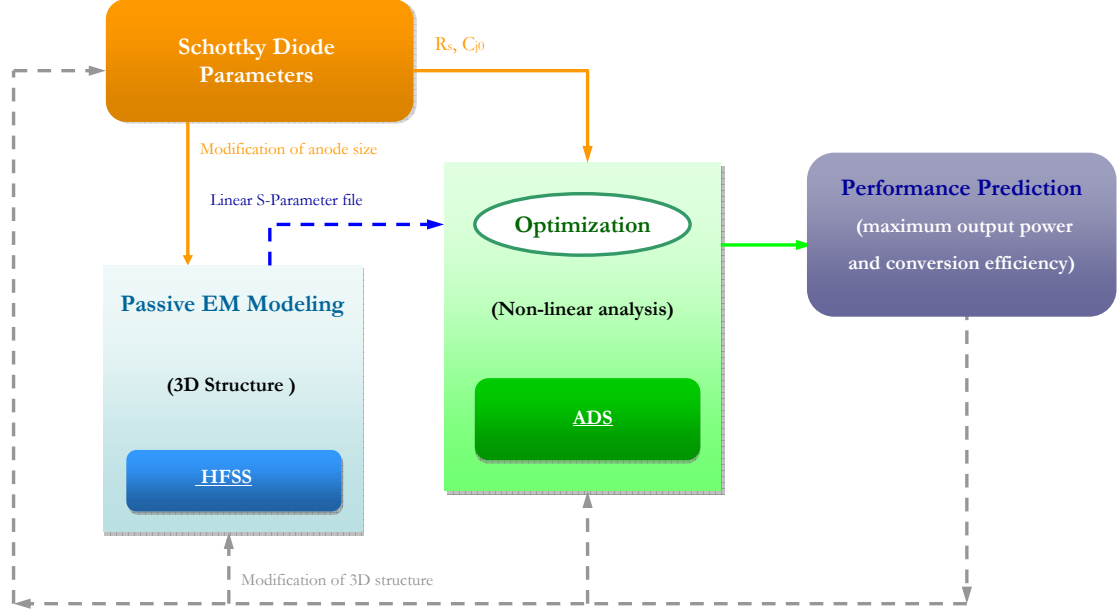 Schottky Diode
Parameters
Rs, Cj0
Modification of anode size
Linear S-Parameter file
Passive EM Modeling
(3D Structure )
HFSS
Optimization
(Non-linear analysis)
ADS
Performance Prediction
(maximum output power
and conversion efficiency)
Modification of 3D structure